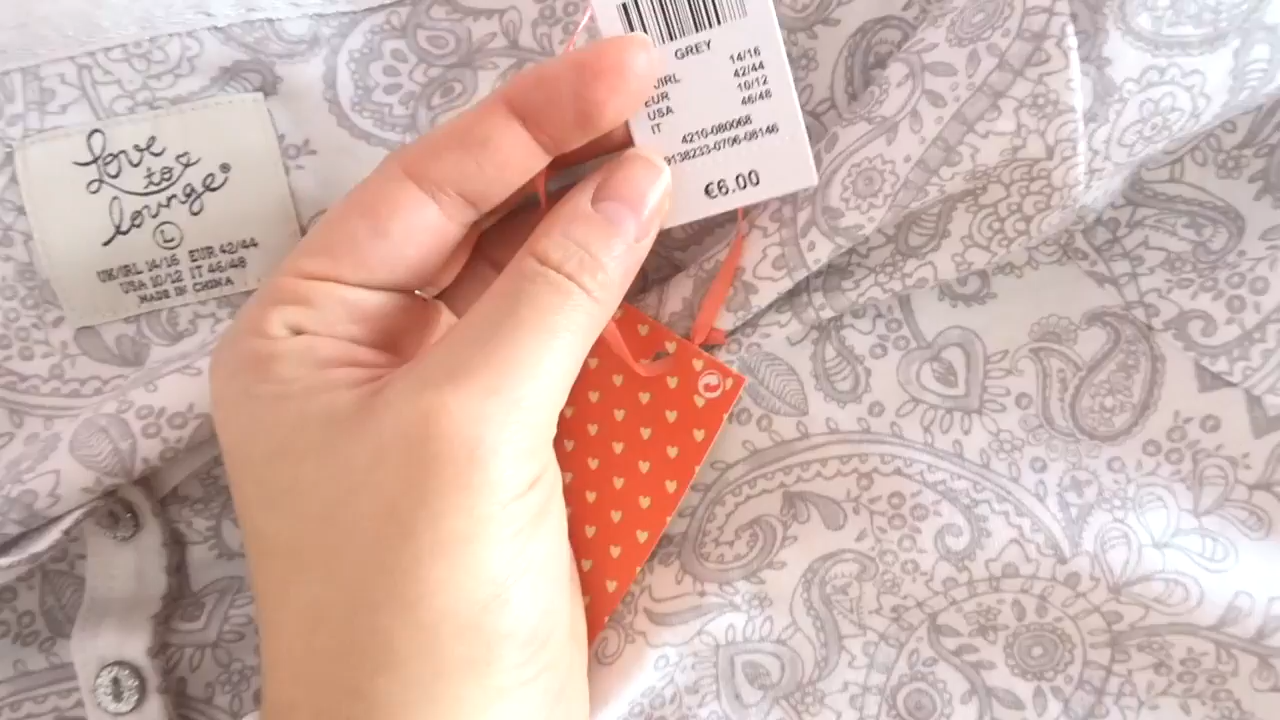 Love
to
lounge®
L
UK/IRL 14/16 EUR 42/44
USA 10/12 IT 46/48
MADE IN CHINA
GREY
/IRL 14/16
EUR 42/44
USA 10/12
IT 46/48
4210-080068
9138233-0706-08146
€6.00